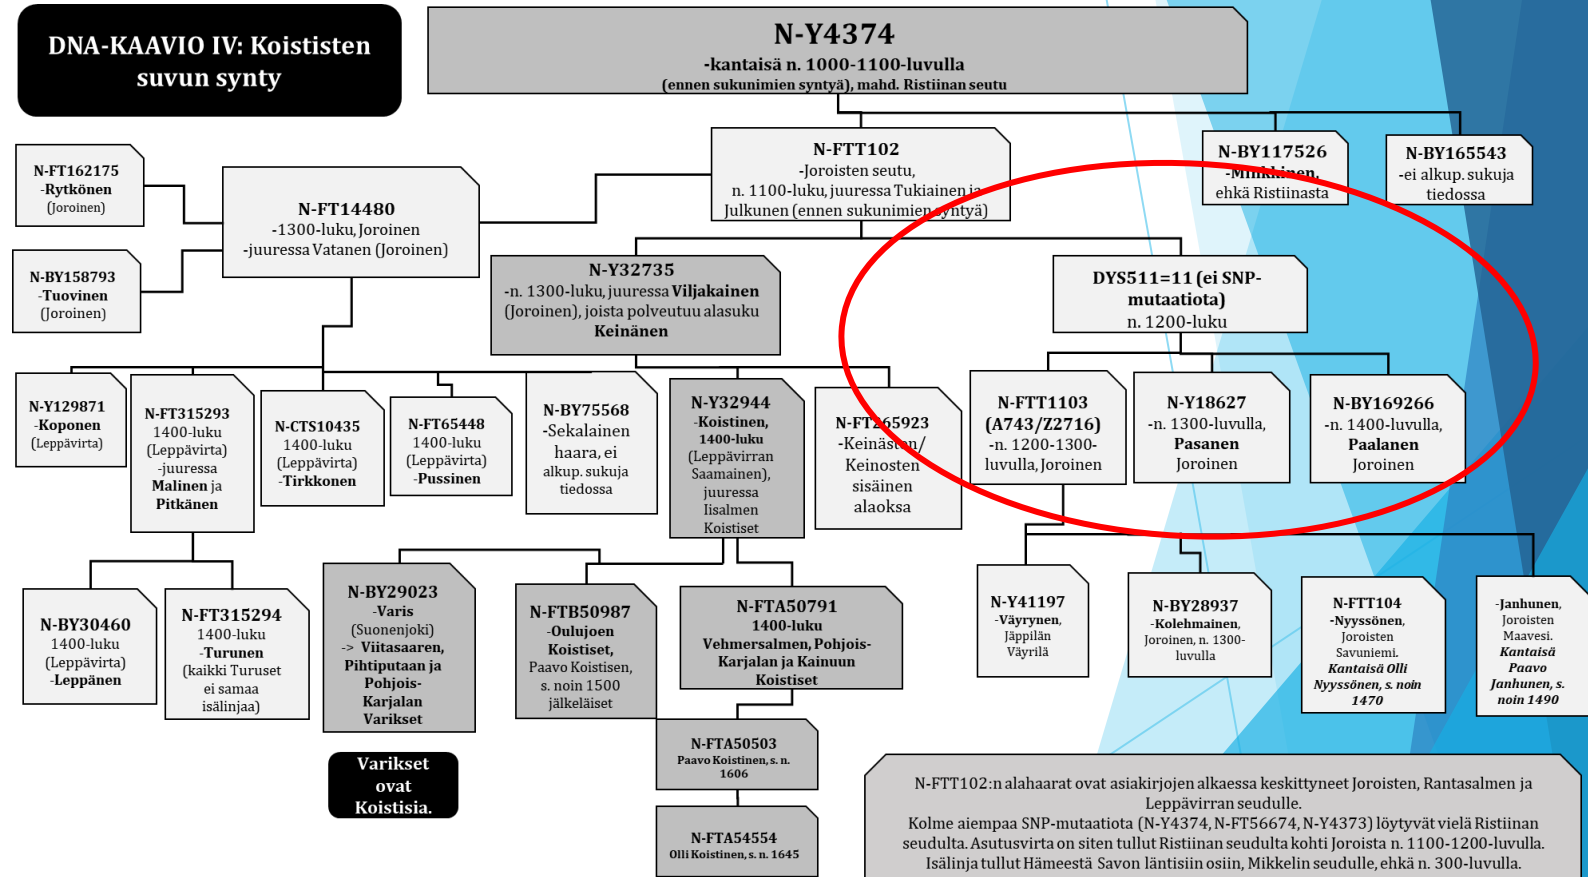 DNA-KAAVIO IV: Koististen
suvun synty
N-Y4374
-kantaisä n. 1000-1100-luvulla
(ennen sukunimien syntyä), mahd. Ristiinan seutu
N-FT162175
-Rytkönen
(Joroinen)
N-FT14480
-1300-luku, Joroinen
-juuressa Vatanen (Joroinen)
N-FTT102
-Joroisten seutu,
n. 1100-luku, juuressa Tukiainen ja
Julkunen (ennen sukunimien syntyä)
N-BY117526
-Minkkinen,
ehkä Ristiinasta
N-BY165543
-ei alkup. sukuja
tiedossa
N-BY158793
-Tuovinen
(Joroinen)
N-Y32735
-n. 1300-luku, juuressa Viljakainen
(Joroinen), joista polveutuu alasuku
Keinänen
DYS511=11 (ei SNP-
mutaatiota)
n. 1200-luku
N-Y129871
-Koponen
(Leppävirta)
N-FT315293
1400-luku
(Leppävirta)
-juuressa
Malinen ja
Pitkänen
N-CTS10435
1400-luku
(Leppävirta)
-Tirkkonen
N-FT65448
1400-luku
(Leppävirta)
-Pussinen
N-BY75568
-Sekalainen
haara, ei
alkup. sukuja
tiedossa
N-Y32944
-Koistinen,
1400-luku
(Leppävirran
Saamainen),
juuressa
Iisalmen
Koistiset
N-FT265923
-Keinästen/
Keinosten
sisäinen
alaoksa
N-FTT1103
(A743/Z2716)
-n. 1200-1300-
luvulla, Joroinen
N-Y18627
-n. 1300-luvulla,
Pasanen
Joroinen
N-BY169266
-n. 1400-luvulla,
Paalanen
Joroinen
N-BY30460
1400-luku
(Leppävirta)
-Leppänen
N-FT315294
1400-luku
-Turunen
(kaikki Turuset
ei samaa
isälinjaa)
N-BY29023
-Varis
(Suonenjoki)
-> Viitasaaren,
Pihtiputaan ja
Pohjois-
Karjalan
Varikset
N-FTB50987
-Oulujoen
Koistiset,
Paavo Koistisen,
s. noin 1500
jälkeläiset
N-FTA50791
1400-luku
Vehmersalmen, Pohjois-
Karjalan ja Kainuun
Koistiset
N-Y41197
-Väyrynen,
Jäppilän
Väyrilä
N-BY28937
-Kolehmainen,
Joroinen, n. 1300-
luvulla
N-FTT104
-Nyyssönen,
Joroisten
Savuniemi.
Kantaisä Olli
Nyyssönen, s. noin
1470
-Janhunen,
Joroisten
Maavesi.
Kantaisä
Paavo
Janhunen, s.
noin 1490
Varikset
ovat
Koistisia.
N-FTA50503
Paavo Koistinen, s. n.
1606
N-FTA54554
Olli Koistinen, s. n. 1645
N-FTT102:n alahaarat ovat asiakirjojen alkaessa keskittyneet Joroisten, Rantasalmen ja
Leppävirran seudulle.
Kolme aiempaa SNP-mutaatiota (N-Y4374, N-FT56674, N-Y4373) löytyvät vielä Ristiinan
seudulta. Asutusvirta on siten tullut Ristiinan seudulta kohti Joroista n. 1100-1200-luvulla.
Isälinja tullut Hämeestä Savon läntisiin osiin, Mikkelin seudulle, ehkä n. 300-luvulla.